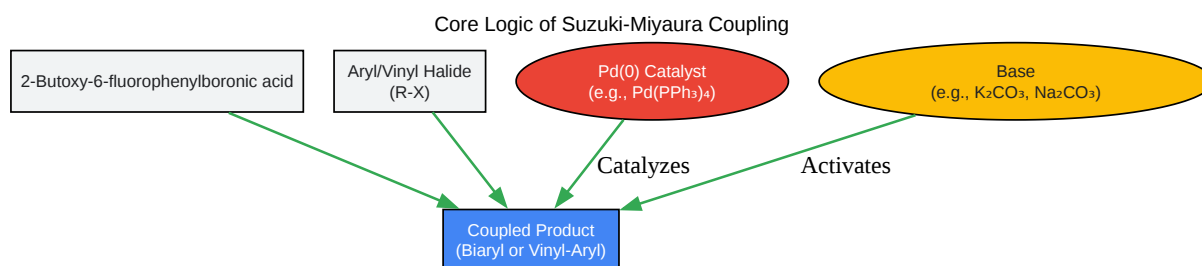 Core Logic of Suzuki-Miyaura Coupling
2-Butoxy-6-fluorophenylboronic acid
Aryl/Vinyl Halide
(R-X)
Pd(0) Catalyst
(e.g., Pd(PPh₃)₄)
Base
(e.g., K₂CO₃, Na₂CO₃)
Catalyzes
Activates
Coupled Product
(Biaryl or Vinyl-Aryl)